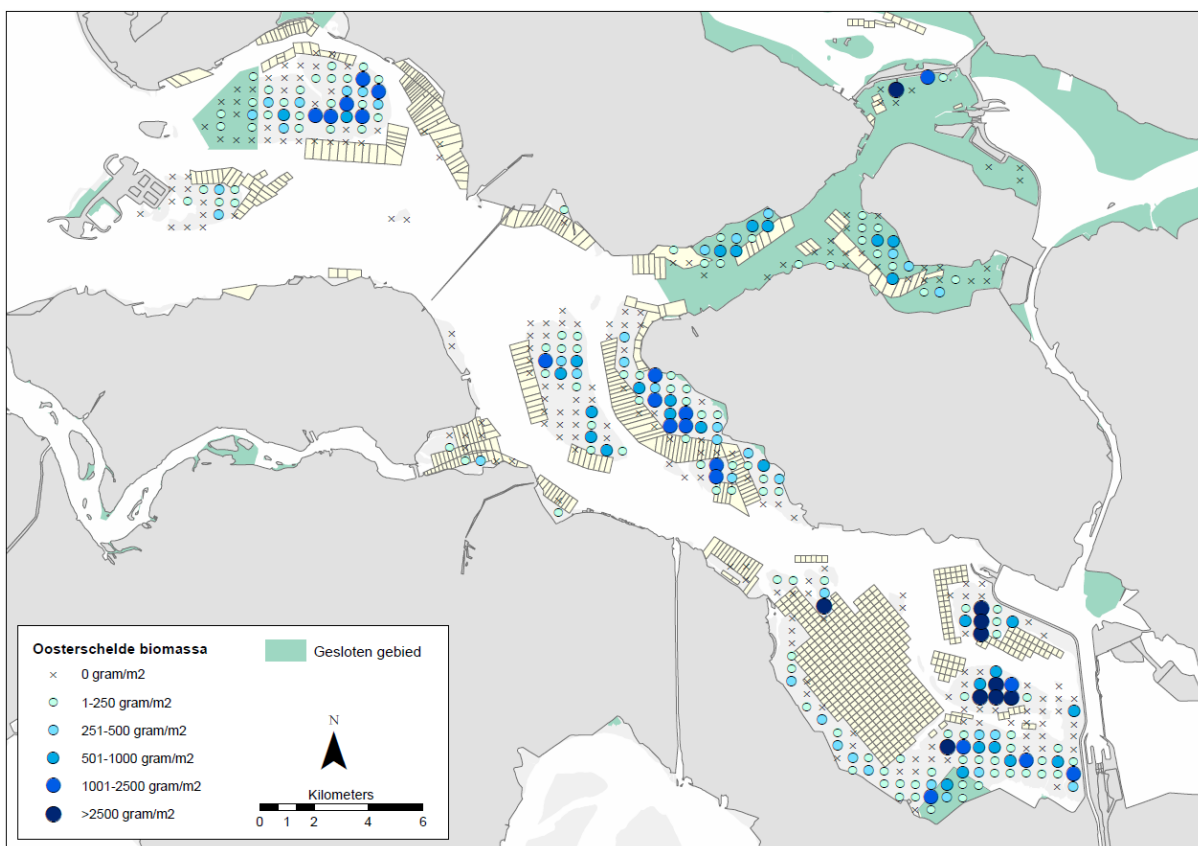 Oosterschelde biomassa
0 gram/m2
1-250 gram/m2
251-500 gram/m2
501-1000 gram/m2
1001-2500 gram/m2
>2500 gram/m2
Gesloten gebied
N
Kilometers
0 1 2 4 6